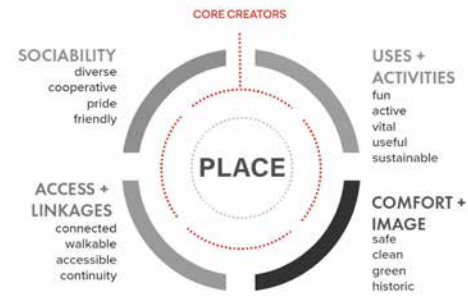 CORE CREATORS
SOCIABILITY
diverse
cooperative
pride
friendly
USES +
ACTIVITIES
fun
active
vital
useful
sustainable
PLACE
ACCESS +
LINKAGES
connected
walkable
accessible
continuity
COMFORT +
IMAGE
safe
clean
green
historic